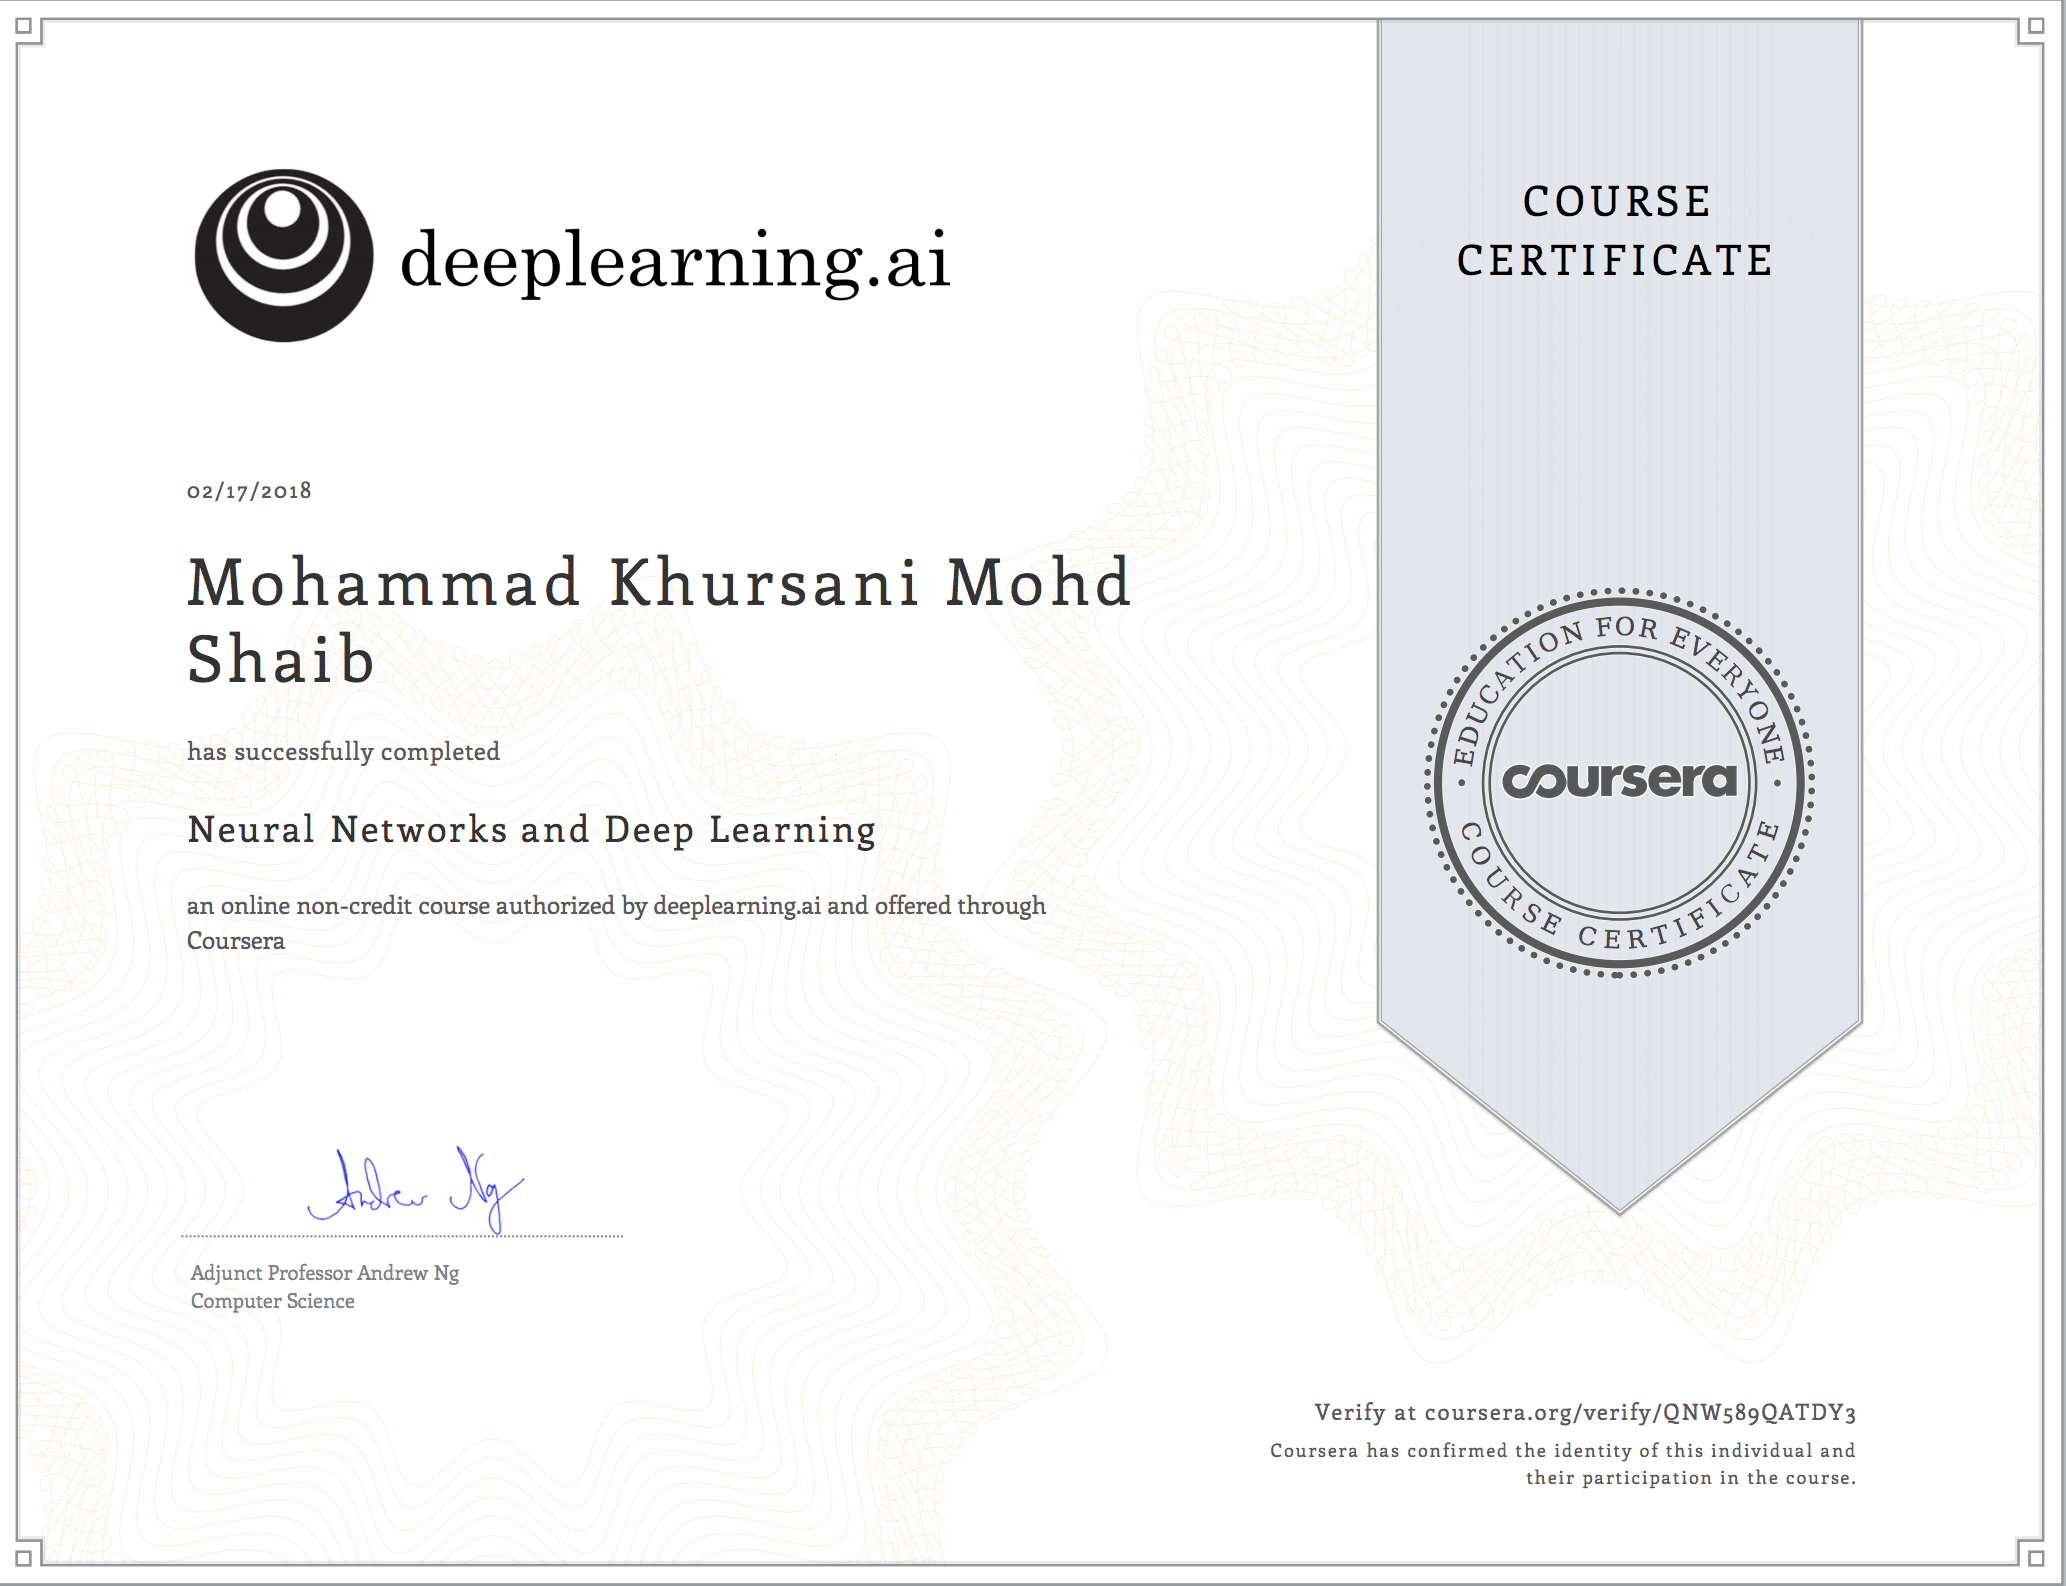 deeplearning.ai
COURSE
CERTIFICATE
02/17/2018
Mohammad Khursani Mohd
Shaib
has successfully completed
Neural Networks and Deep Learning
an online non-credit course authorized by deeplearning.ai and offered through
Coursera
EDUCATION FOR EVERYONE
coursera
COURSE CERTIFICATE
Andrew Ng
Adjunct Professor Andrew Ng
Computer Science
Verify at coursera.org/verify/QNW589QATDY3
Coursera has confirmed the identity of this individual and
their participation in the course.